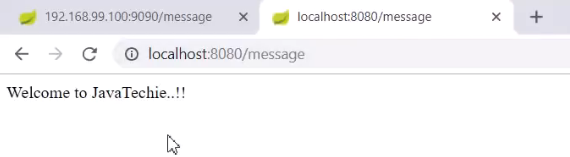 192.168.99.100:9090/message
localhost:8080/message
localhost:8080/message
Welcome to JavaTechie..!!